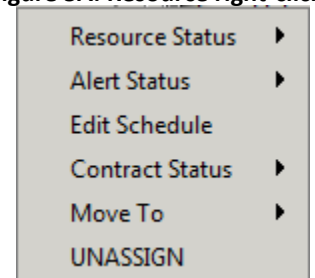 Resource Status
Alert Status
Edit Schedule
Contract Status
Move To
UNASSIGN